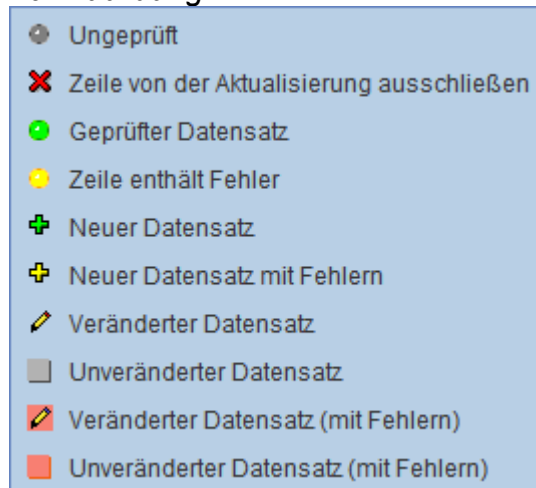 Ungeprüft
Zeile von der Aktualisierung ausschließen
Geprüfter Datensatz
Zeile enthält Fehler
Neuer Datensatz
Neuer Datensatz mit Fehlern
Veränderter Datensatz
Unveränderter Datensatz
Veränderter Datensatz (mit Fehlern)
Unveränderter Datensatz (mit Fehlern)